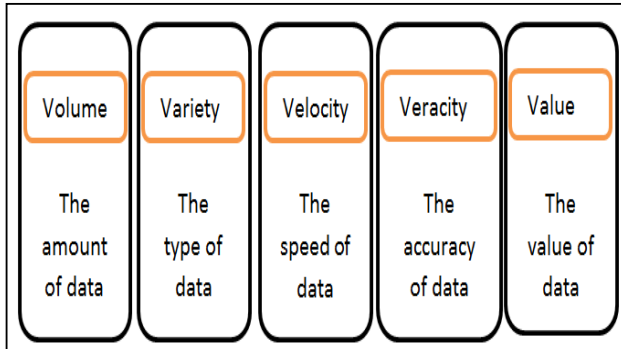 Volume
The
amount
of data
Variety
The
type of
data
Velocity
The
speed of
data
Veracity
The
accuracy
of data
Value
The
value of
data